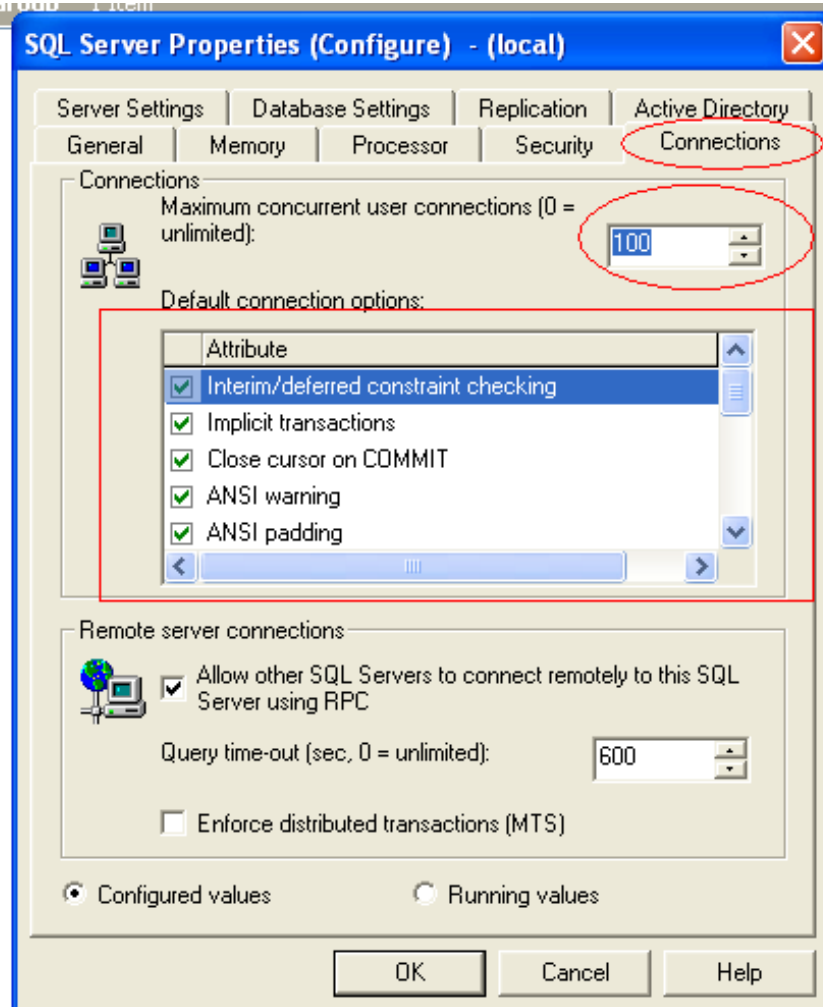 1 Item
SQL Server Properties (Configure) - (local)
Server Settings
Database Settings
Replication
Active Directory
General
Memory
Processor
Security
Connections
Connections
Maximum concurrent user connections (0 =
unlimited):
100
Default connection options:
Attribute
Interim/deferred constraint checking
Implicit transactions
Close cursor on COMMIT
ANSI warning
ANSI padding
Remote server connections
Allow other SQL Servers to connect remotely to this SQL
Server using RPC
Query time-out (sec, 0 = unlimited):
600
Enforce distributed transactions (MTS)
Configured values
Running values
OK
Cancel
Help